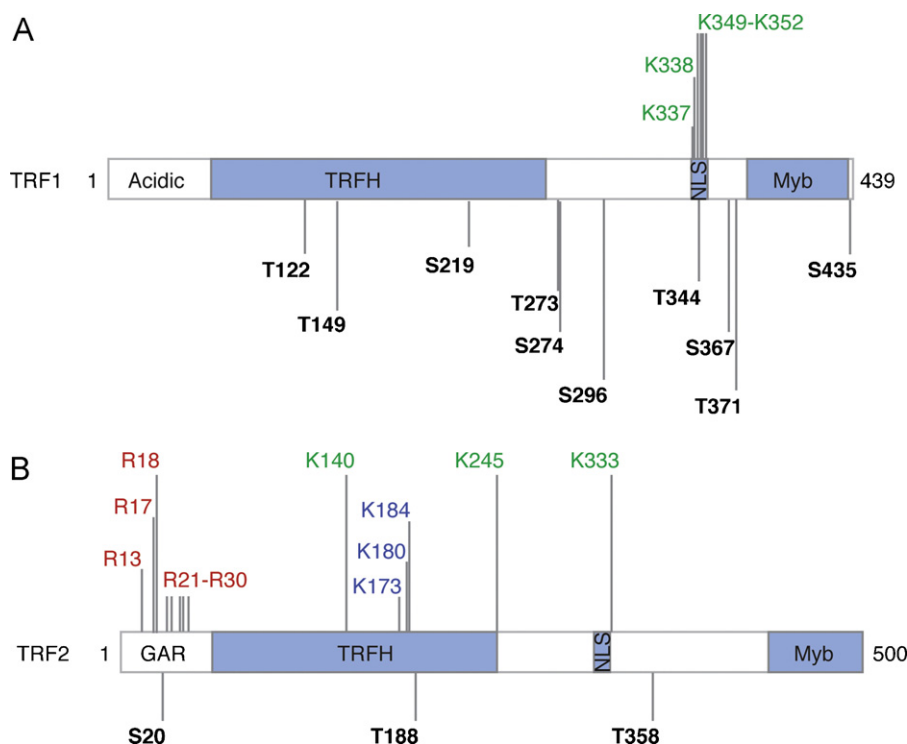 A
K349-K352
K338
K337
TRF1 1 Acidic TRFH NLS Myb 439
T122
S219
T344
S435
T273
T149
S274
S367
S296
T371
B
R18
K140
K245
K333
R17
K184
R13
K180
R21-R30
K173
TRF2 1 GAR TRFH NLS Myb 500
S20
T188
T358